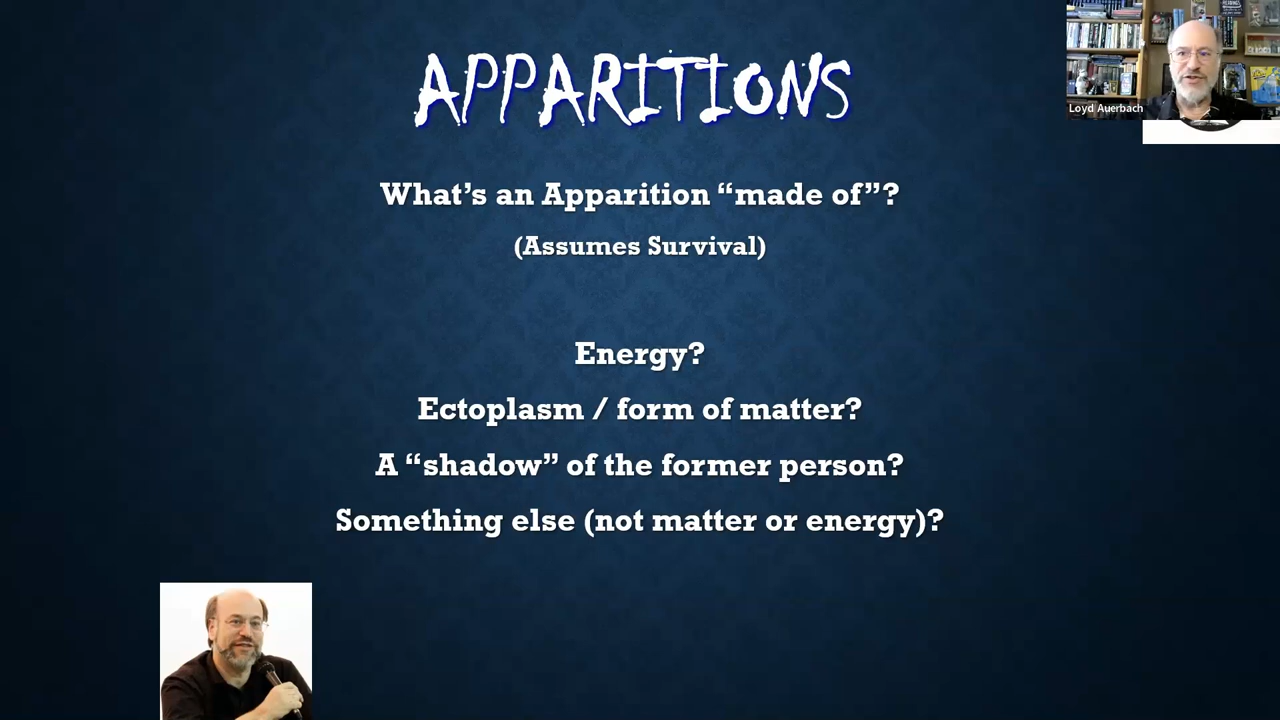 APPARITIONS
Loyd Auerbach
What’s an Apparition “made of”?
(Assumes Survival)
Energy?
Ectoplasm / form of matter?
A “shadow” of the former person?
Something else (not matter or energy)?